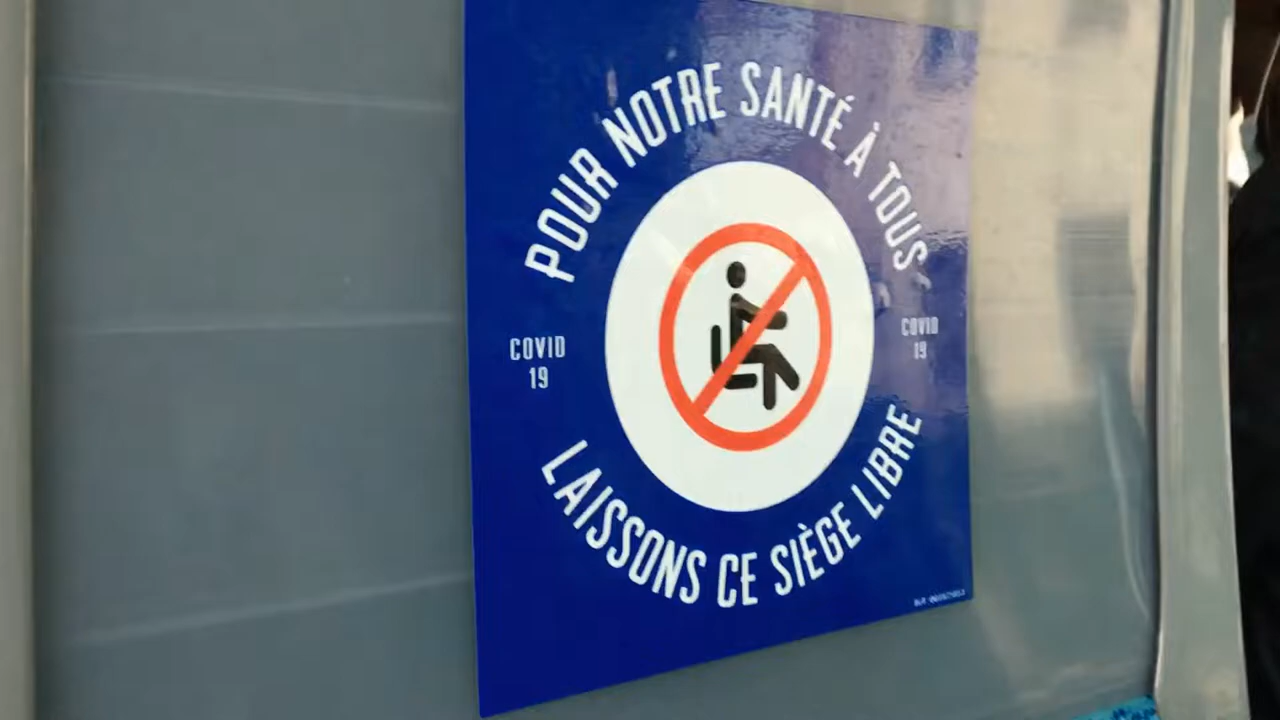 POUR NOTRE SANTÉ À TOUS,
COVID
19
COVID
19
LAISSONS CE SIÈGE LIBRE